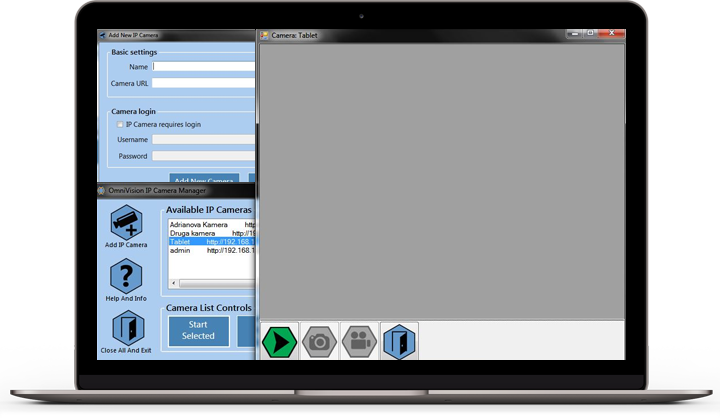 Add New IP Camera
Basic settings
Name
Camera URL
Camera login
IP Camera requires login
Username
Password
Add New Camera
OmniVision IP Camera Manager
Add IP Camera
Help And Info
Close All And Exit
Available IP Cameras
Adrianova Kamera http
Druga kamera http://19
Tablet http://192.168.1
admin http://192.168.1
Camera List Controls
Start
Selected
Camera: Tablet